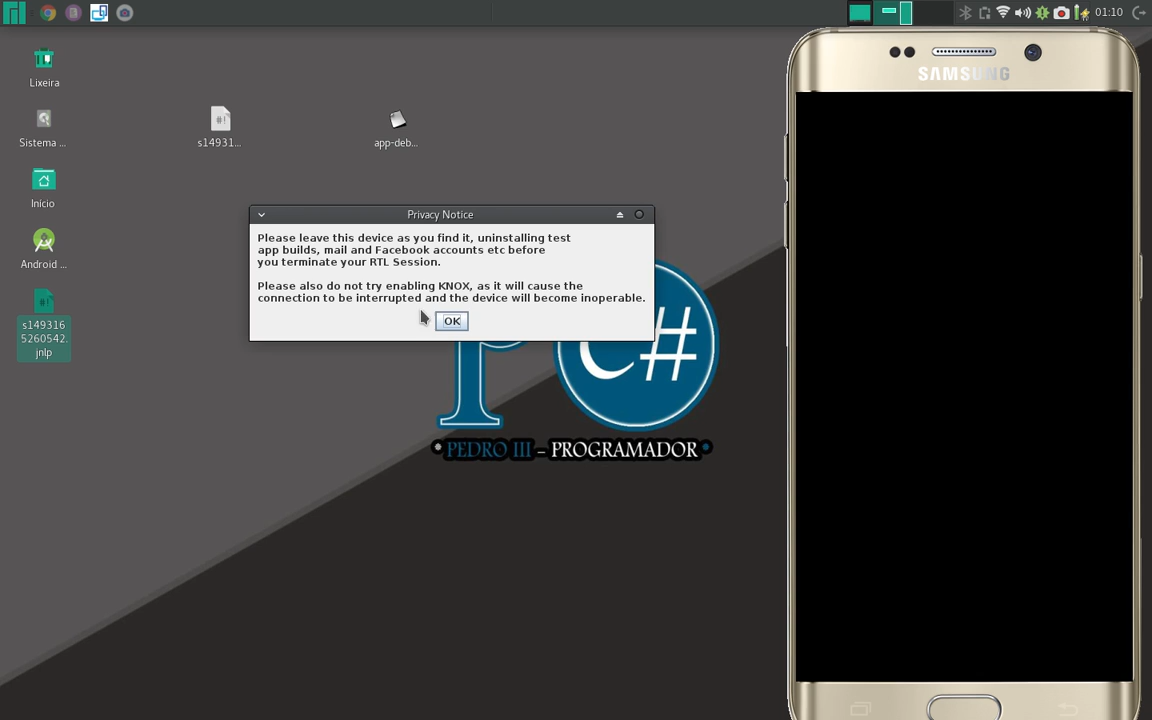 01:10
SAMSUNG
Lixeira
Sistema ...
s14931...
app-deb...
Início
Privacy Notice
Please leave this device as you find it, uninstalling test
app builds, mail and Facebook accounts etc before
you terminate your RTL Session.
Please also do not try enabling KNOX, as it will cause the
connection to be interrupted and the device will become inoperable.
OK
Android ...
s149316
5260542.
jnlp
P C#
PEDRO III – PROGRAMADOR